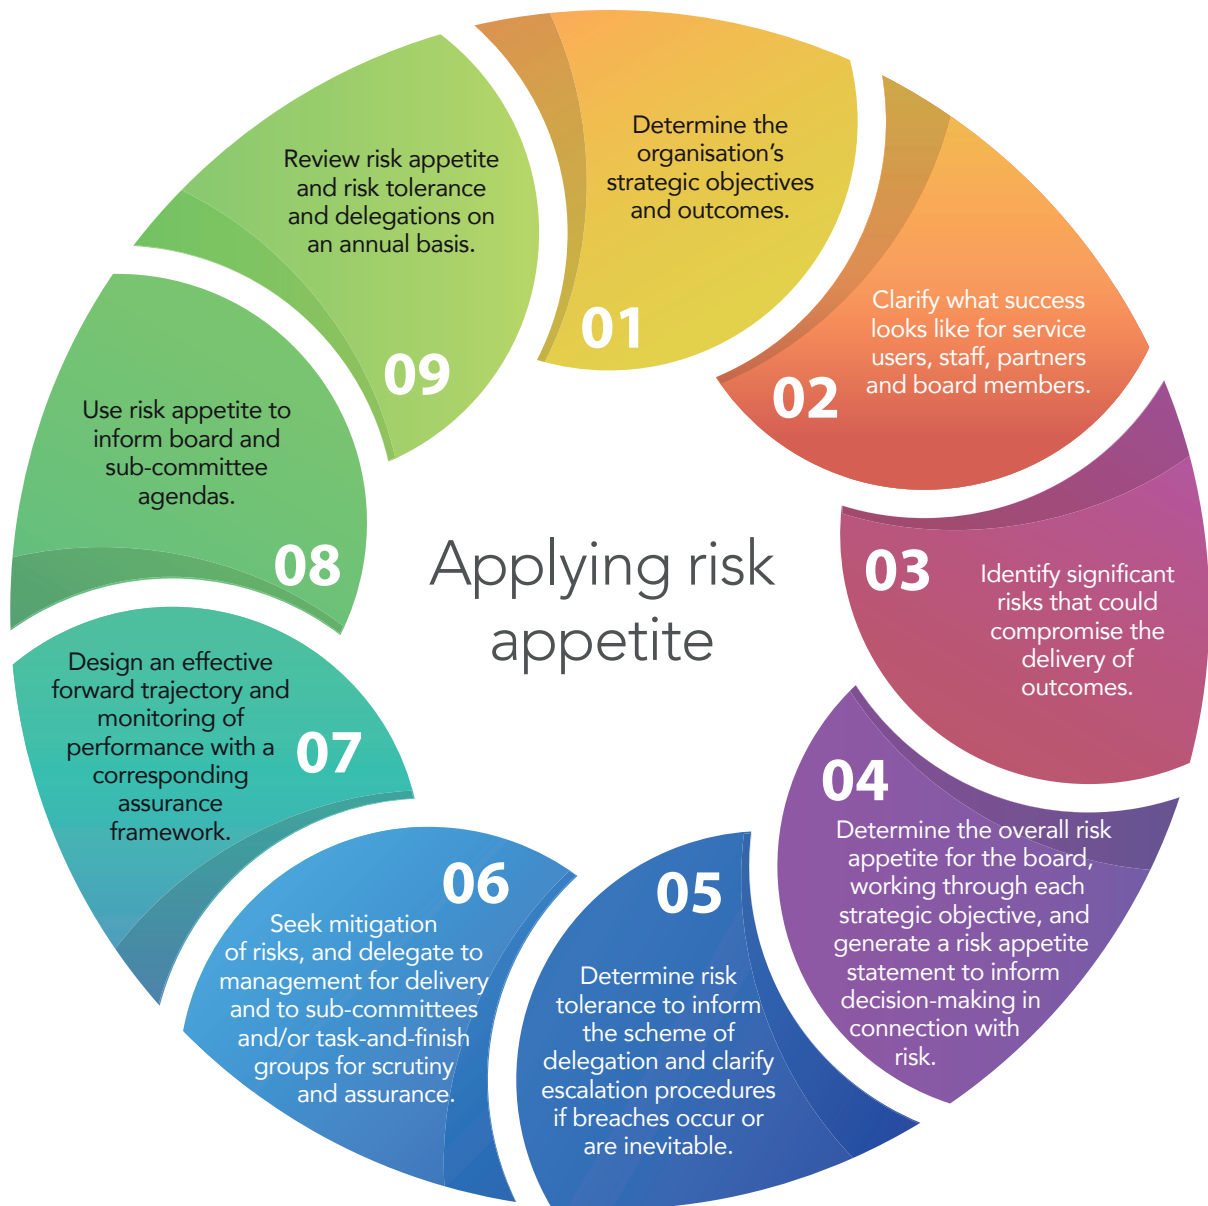 Applying risk
appetite
01
Determine the
organisation’s
strategic objectives
and outcomes.
02
Clarify what success
looks like for service
users, staff, partners
and board members.
03
Identify significant
risks that could
compromise the
delivery of
outcomes.
04
Determine the overall risk
appetite for the board,
working through each
strategic objective, and
generate a risk appetite
statement to inform
decision-making in
connection with
risk.
05
Determine risk
tolerance to inform
the scheme of
delegation and clarify
escalation procedures
if breaches occur or
are inevitable.
06
Seek mitigation
of risks, and delegate to
management for delivery
and to sub-committees
and/or task-and-finish
groups for scrutiny
and assurance.
07
Design an effective
forward trajectory and
monitoring of
performance with a
corresponding
assurance
framework.
08
Use risk appetite to
inform board and
sub-committee
agendas.
09
Review risk appetite
and risk tolerance
and delegations on
an annual basis.